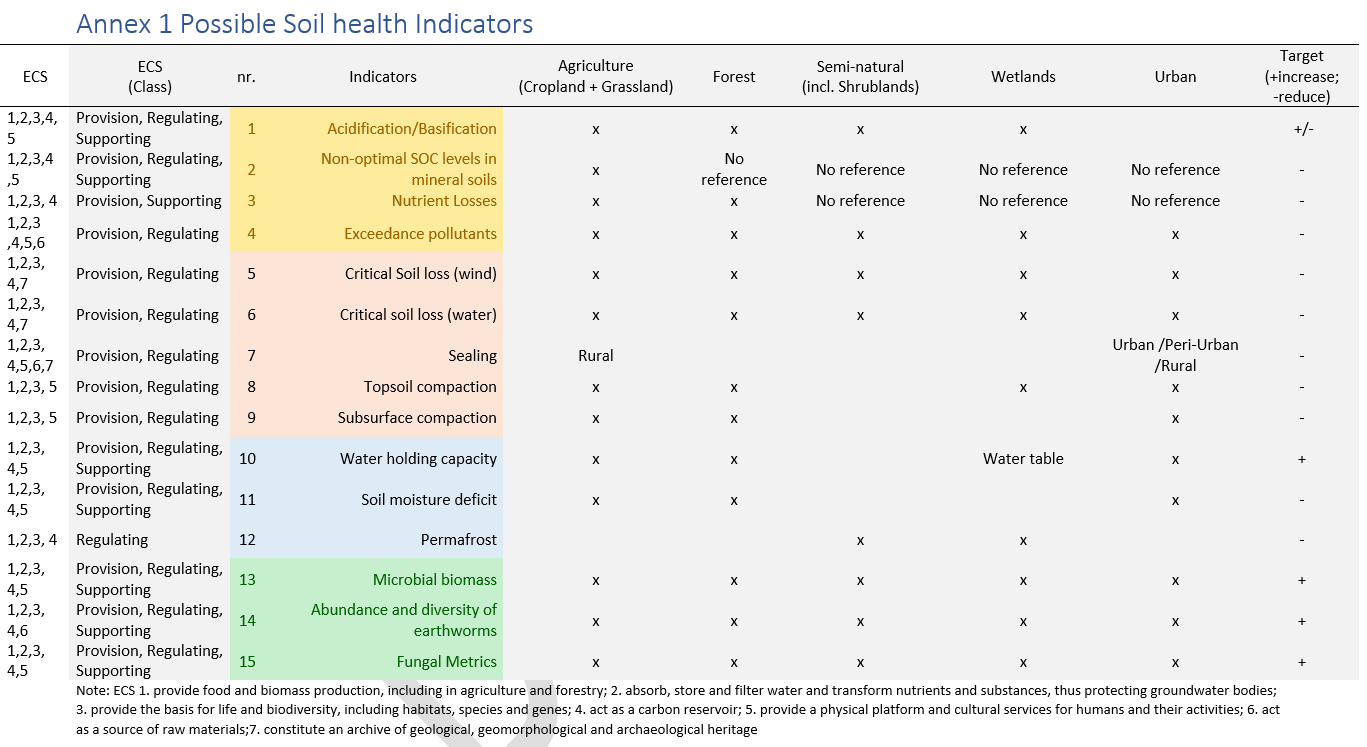 Annex 1 Possible Soil health Indicators
ECS ECS (Class) nr. Indicators Agriculture (Cropland + Grassland) Forest Semi-natural (incl. Shrublands) Wetlands Urban Target (+increase; -reduce)
1,2,3,4, 5 Provision, Regulating, Supporting 1 Acidification/Basification x x x x +/-
1,2,3,4 ,5 Provision, Regulating, Supporting 2 Non-optimal SOC levels in mineral soils x No reference No reference No reference No reference -
1,2,3, 4 Provision, Supporting 3 Nutrient Losses x x No reference No reference No reference -
1,2,3 ,4,5,6 Provision, Regulating 4 Exceedance pollutants x x x x x -
1,2,3, 4,7 Provision, Regulating 5 Critical Soil loss (wind) x x x x x -
1,2,3, 4,7 Provision, Regulating 6 Critical soil loss (water) x x x x x -
1,2,3, 4,5,6,7 Provision, Regulating 7 Sealing Rural Urban /Peri-Urban /Rural -
1,2,3, 5 Provision, Regulating 8 Topsoil compaction x x x x -
1,2,3, 5 Provision, Regulating 9 Subsurface compaction x x x -
1,2,3, 4,5 Provision, Regulating, Supporting 10 Water holding capacity x x Water table x +
1,2,3, 4,5 Provision, Regulating, Supporting 11 Soil moisture deficit x x x -
1,2,3, 4 Regulating 12 Permafrost x x -
1,2,3, 4,5 Provision, Regulating, Supporting 13 Microbial biomass x x x x x +
1,2,3, 4,6 Provision, Regulating, Supporting 14 Abundance and diversity of earthworms x x x x x +
1,2,3, 4,5 Provision, Regulating, Supporting 15 Fungal Metrics x x x x x +
Note: ECS 1. provide food and biomass production, including in agriculture and forestry; 2. absorb, store and filter water and transform nutrients and substances, thus protecting groundwater bodies;
3. provide the basis for life and biodiversity, including habitats, species and genes; 4. act as a carbon reservoir; 5. provide a physical platform and cultural services for humans and their activities; 6. act
as a source of raw materials;7. constitute an archive of geological, geomorphological and archaeological heritage